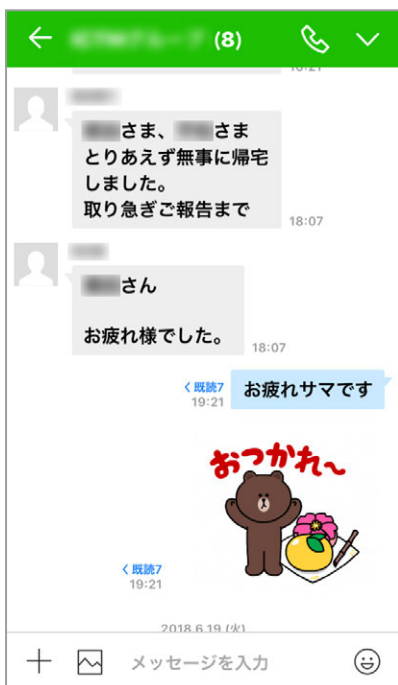 (8)
さま、 さま
とりあえず無事に帰宅
しました。
取り急ぎご報告まで
18:07
さん
お疲れ様でした。
18:07
既読7
19:21
お疲れサマです
おつかれ〜
既読7
19:21
2018.6.19 (火)
メッセージを入力